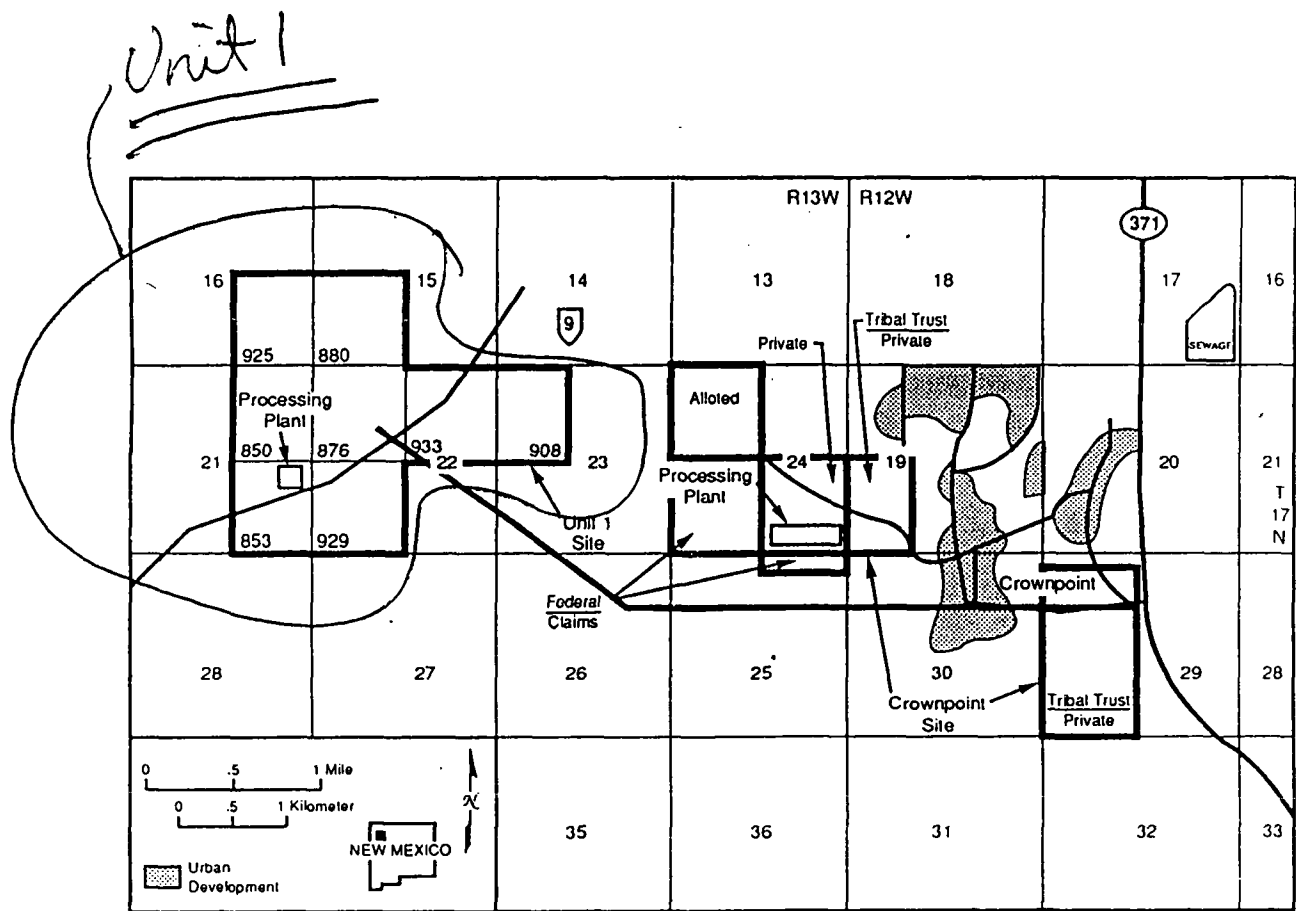 Unit 1
R13W R12W
371
16 15 14 13 18 17 16
9
Private
Tribal Trust
Private
SEWAGE
925 880
Alloted
Processing
Plant
850 876 933 908
21 22 23 24 19 20 21
Processing
Plant
T
17
N
Unit 1
Site
853 929
Federal
Claims
Crownpoint
28 27 26 25 30 29 28
Crownpoint
Site
Tribal Trust
Private
0 .5 1 Mile
0 .5 1 Kilometer
N
NEW MEXICO
Urban
Development
35 36 31 32 33